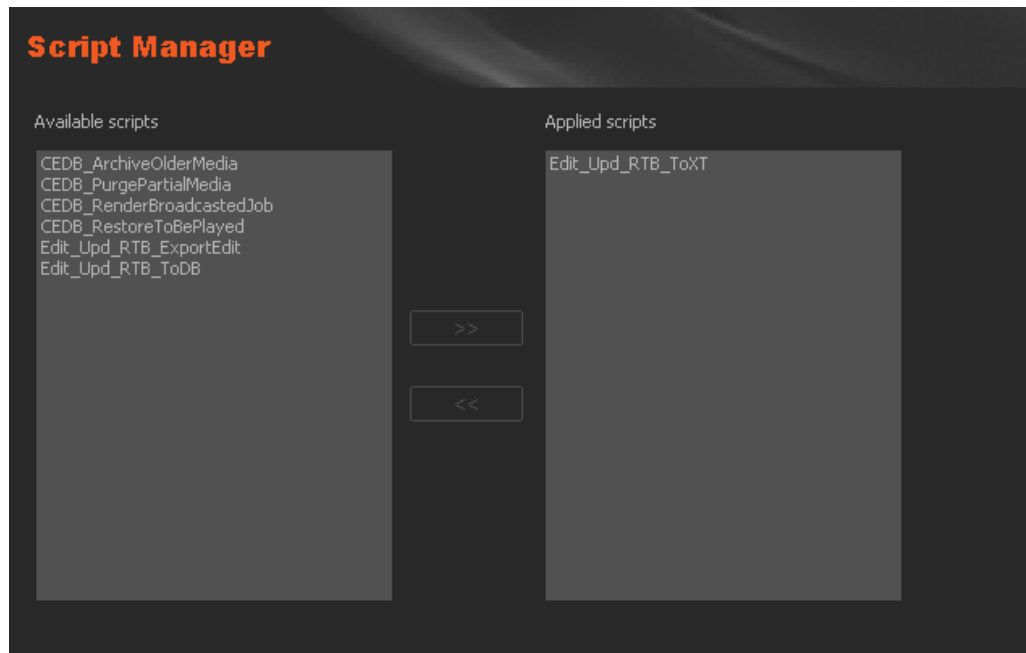 Script Manager
Available scripts
CEDB_ArchiveOlderMedia
CEDB_PurgePartialMedia
CEDB_RenderBroadcastedJob
CEDB_RestoreToBePlayed
Edit_Upd_RTB_ExportEdit
Edit_Upd_RTB_ToDB
>>
<<
Applied scripts
Edit_Upd_RTB_ToXT